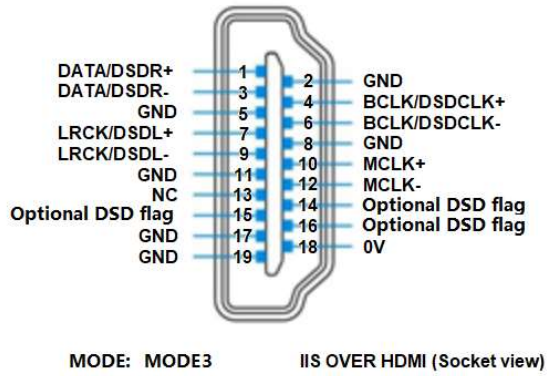 DATA/DSDR+ 1
2 GND
DATA/DSDR- 3
4 BCLK/DSDCLK+
GND 5
6 BCLK/DSDCLK-
LRCK/DSDL+ 7
8 GND
LRCK/DSDL- 9
10 MCLK+
GND 11
12 MCLK-
NC 13
14 Optional DSD flag
Optional DSD flag 15
16 Optional DSD flag
GND 17
18 0V
GND 19
MODE: MODE3 IIS OVER HDMI (Socket view)